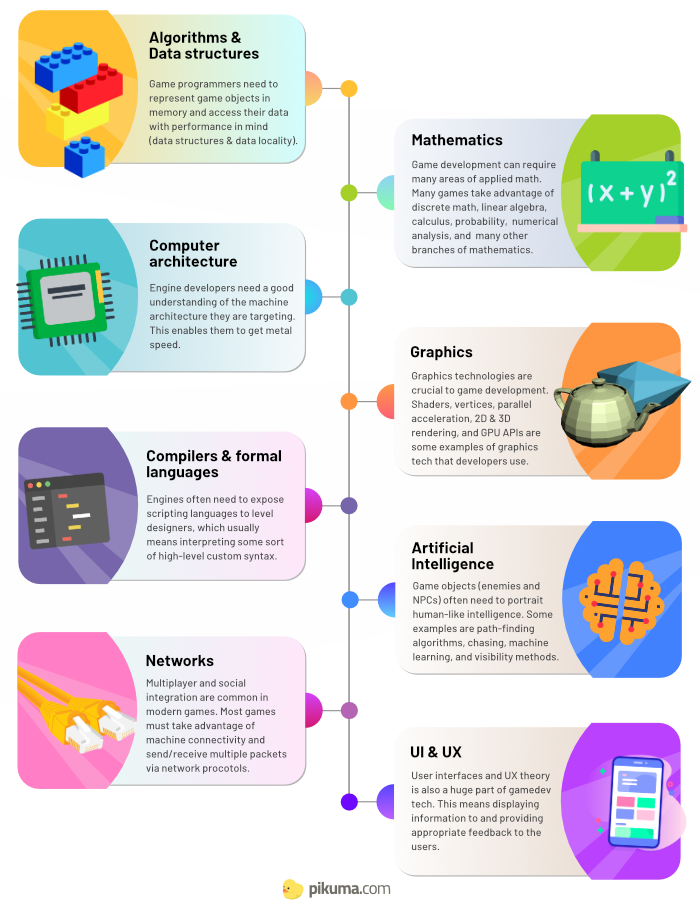 Algorithms &
Data structures
Game programmers need to
represent game objects in
memory and access their data
with performance in mind
(data structures & data locality).
Mathematics
Game development can require
many areas of applied math.
Many games take advantage of
discrete math, linear algebra,
calculus, probability, numerical
analysis, and many other
branches of mathematics.
(x + y)²
Computer
architecture
Engine developers need a good
understanding of the machine
architecture they are targeting.
This enables them to get metal
speed.
Graphics
Graphics technologies are
crucial to game development.
Shaders, vertices, parallel
acceleration, 2D & 3D
rendering, and GPU APIs are
some examples of graphics
tech that developers use.
Compilers & formal
languages
Engines often need to expose
scripting languages to level
designers, which usually
means interpreting some sort
of high-level custom syntax.
Artificial
Intelligence
Game objects (enemies and
NPCs) often need to portrait
human-like intelligence. Some
examples are path-finding
algorithms, chasing, machine
learning, and visibility methods.
Networks
Multiplayer and social
integration are common in
modern games. Most games
must take advantage of
machine connectivity and
send/receive multiple packets
via network procotols.
UI & UX
User interfaces and UX theory
is also a huge part of gamedev
tech. This means displaying
information to and providing
appropriate feedback to the
users.
pikuma.com